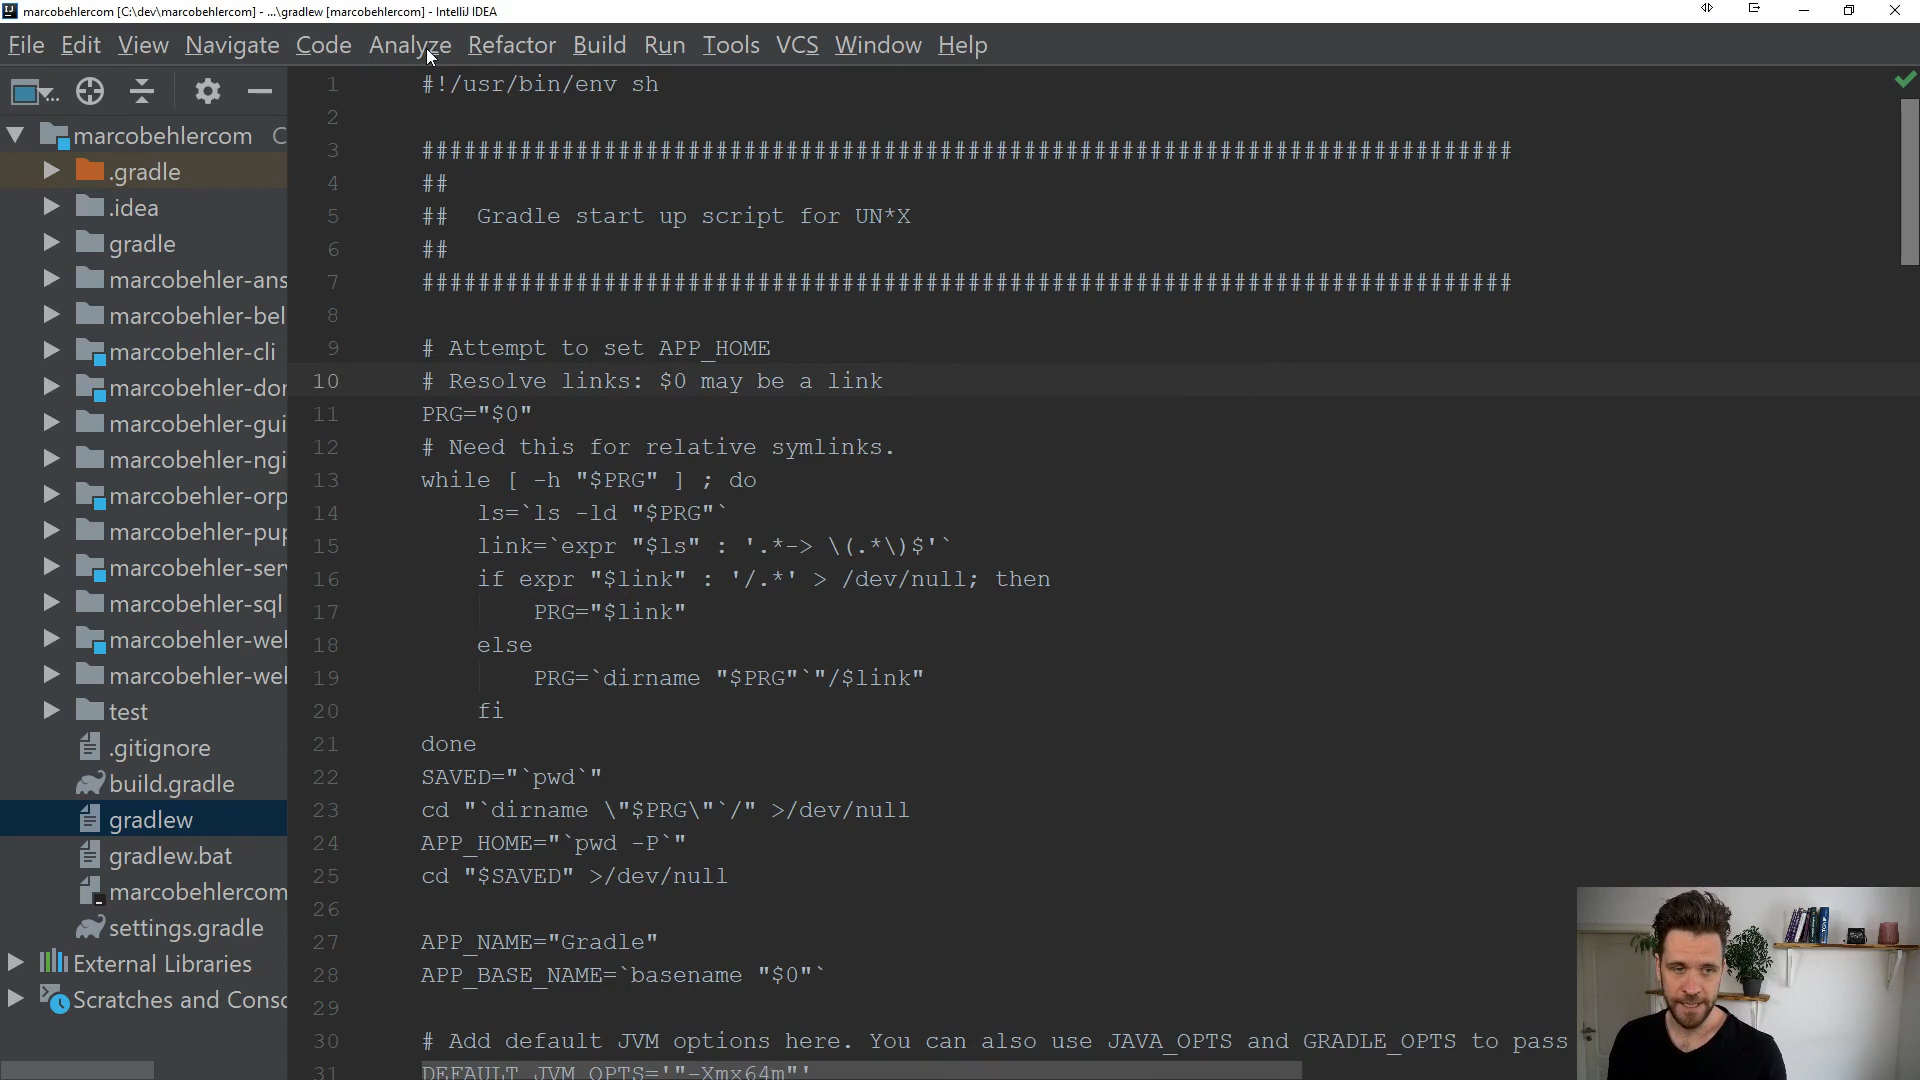 marcobehlercom [C:\dev\marcobehlercom] - ...\gradlew [marcobehlercom] - IntelliJ IDEA
File Edit View Navigate Code Analyze Refactor Build Run Tools VCS Window Help
marcobehlercom C
.gradle
.idea
gradle
marcobehler-ans
marcobehler-bel
marcobehler-cli
marcobehler-dor
marcobehler-gui
marcobehler-ngi
marcobehler-orp
marcobehler-pup
marcobehler-ser
marcobehler-sql
marcobehler-wel
marcobehler-wel
test
.gitignore
build.gradle
gradlew
gradlew.bat
marcobehlercom
settings.gradle
External Libraries
Scratches and Consc
1 #!/usr/bin/env sh
2
3 ##############################################################################
4 ##
5 ##  Gradle start up script for UN*X
6 ##
7 ##############################################################################
8
9 # Attempt to set APP_HOME
10 # Resolve links: $0 may be a link
11 PRG="$0"
12 # Need this for relative symlinks.
13 while [ -h "$PRG" ] ; do
14     ls=`ls -ld "$PRG"`
15     link=`expr "$ls" : '.*-> \(.*\)$'`
16     if expr "$link" : '/.*' > /dev/null; then
17         PRG="$link"
18     else
19         PRG=`dirname "$PRG"`"/$link"
20     fi
21 done
22 SAVED="`pwd`"
23 cd "`dirname \"$PRG\"`/" >/dev/null
24 APP_HOME="`pwd -P`"
25 cd "$SAVED" >/dev/null
26
27 APP_NAME="Gradle"
28 APP_BASE_NAME=`basename "$0"`
29
30 # Add default JVM options here. You can also use JAVA_OPTS and GRADLE_OPTS to pass
31 DEFAULT_JVM_OPTS='"-Xmx64m"'